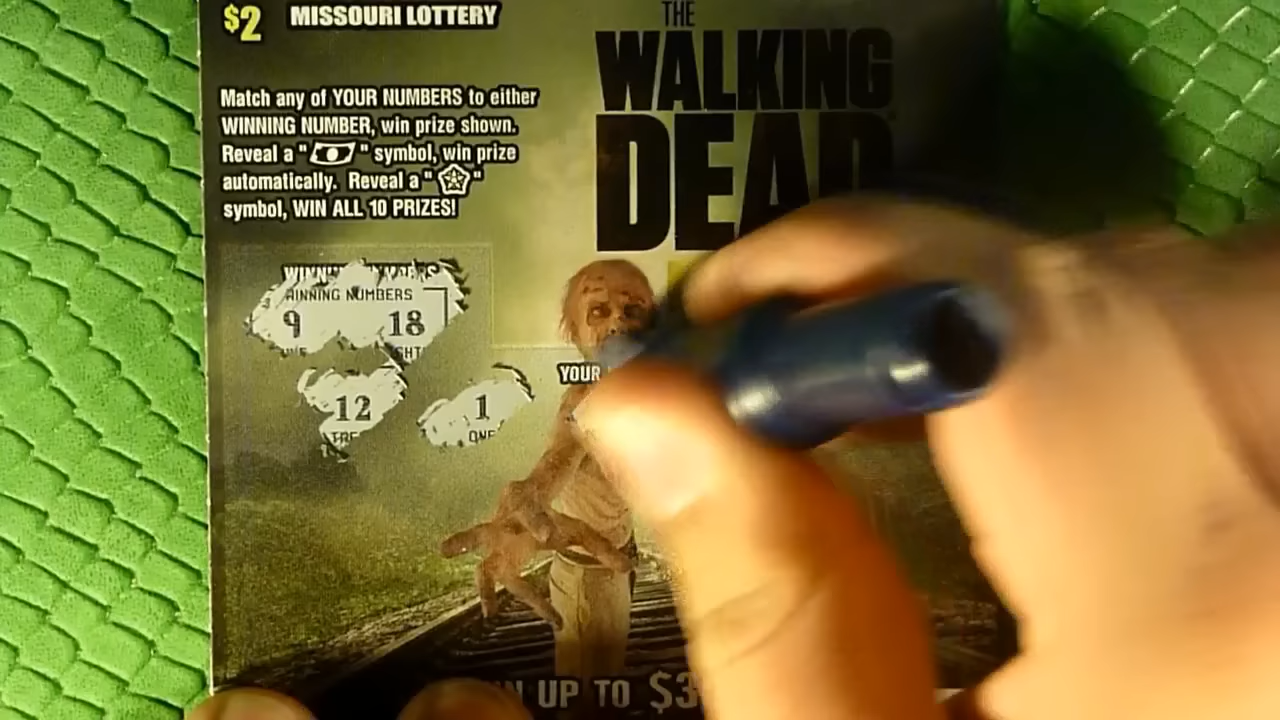 $2 MISSOURI LOTTERY
THE
WALKING
DEAD
Match any of YOUR NUMBERS to either
WINNING NUMBER, win prize shown.
Reveal a " " symbol, win prize
automatically. Reveal a " "
symbol, WIN ALL 10 PRIZES!
WINNING NUMBERS
9 18
YOUR
12 1
ONE
UP TO $3